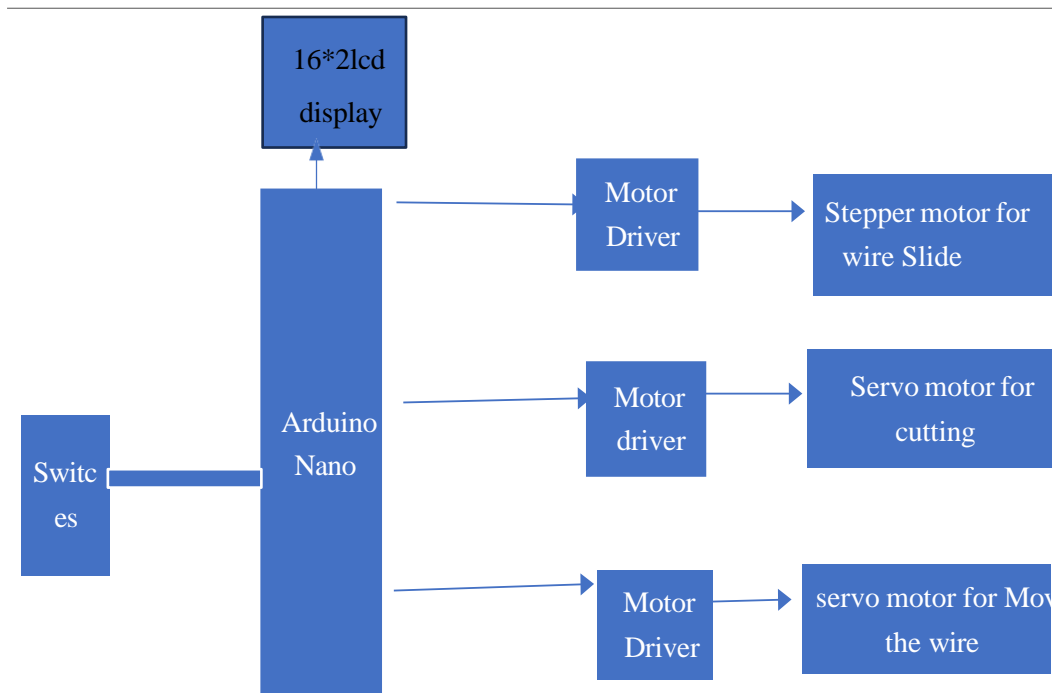 16*2lcd
display
Motor
Driver
Stepper motor for
wire Slide
Arduino
Nano
Motor
driver
Servo motor for
cutting
Switc
es
Motor
Driver
servo motor for Mov
the wire